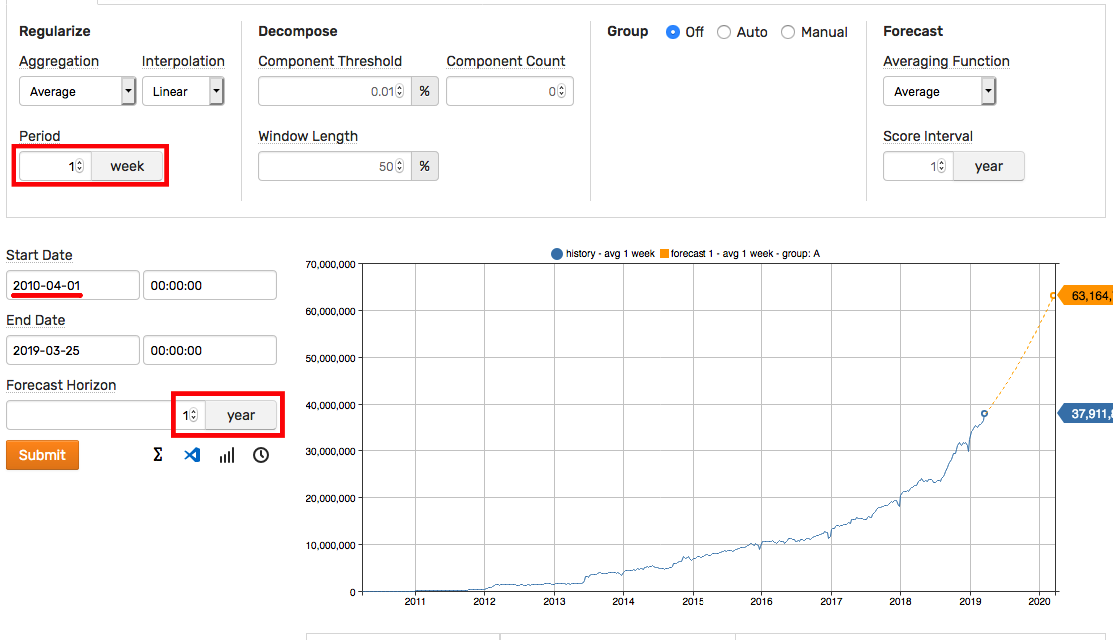 Regularize
Decompose
Group Off Auto Manual
Forecast
Aggregation Interpolation
Component Threshold Component Count
Averaging Function
Average Linear
0.01 % 0
Average
Period
Window Length
Score Interval
1 week
50 %
1 year
Start Date
2010-04-01 00:00:00
End Date
2019-03-25 00:00:00
Forecast Horizon
1 year
Submit Σ
history - avg 1 week forecast 1 - avg 1 week - group: A
70,000,000
60,000,000
50,000,000
40,000,000
30,000,000
20,000,000
10,000,000
0
63,164,
37,911,
2011 2012 2013 2014 2015 2016 2017 2018 2019 2020